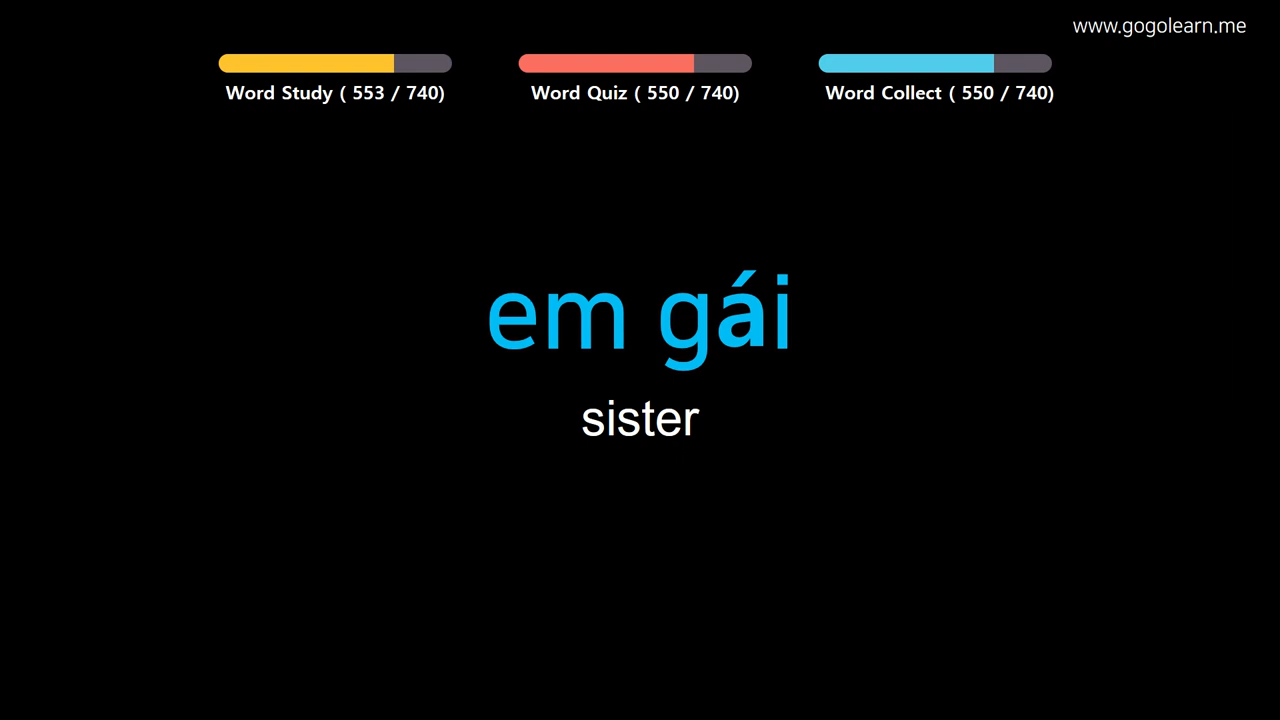 www.gogolearn.me
Word Study ( 553 / 740)
Word Quiz ( 550 / 740)
Word Collect ( 550 / 740)
em gái
sister